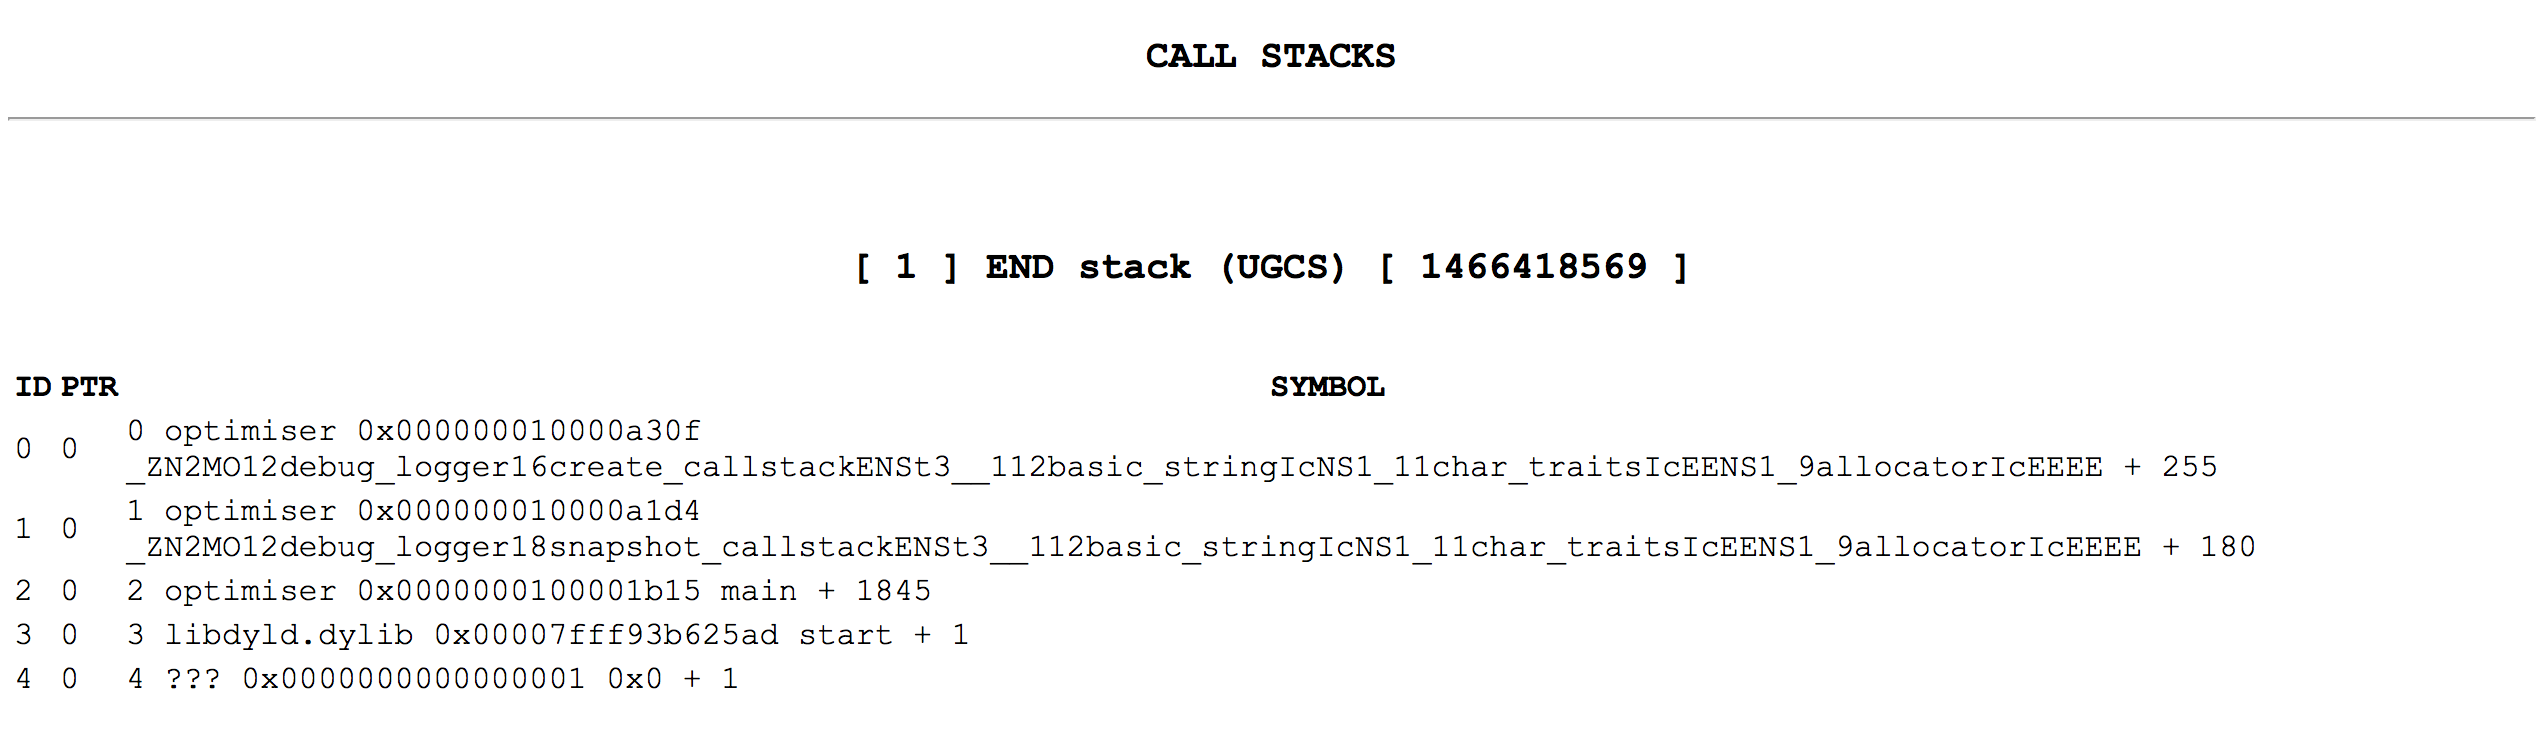 CALL STACKS
[ 1 ] END stack (UGCS) [ 1466418569 ]
ID PTR SYMBOL
0 0 0 optimiser 0x000000010000a30f
_ZN2MO12debug_logger16create_callstackENSt3__112basic_stringIcNS1_11char_traitsIcEENS1_9allocatorIcEEEE + 255
1 0 1 optimiser 0x000000010000a1d4
_ZN2MO12debug_logger18snapshot_callstackENSt3__112basic_stringIcNS1_11char_traitsIcEENS1_9allocatorIcEEEE + 180
2 0 2 optimiser 0x0000000100001b15 main + 1845
3 0 3 libdyld.dylib 0x00007fff93b625ad start + 1
4 0 4 ??? 0x0000000000000001 0x0 + 1